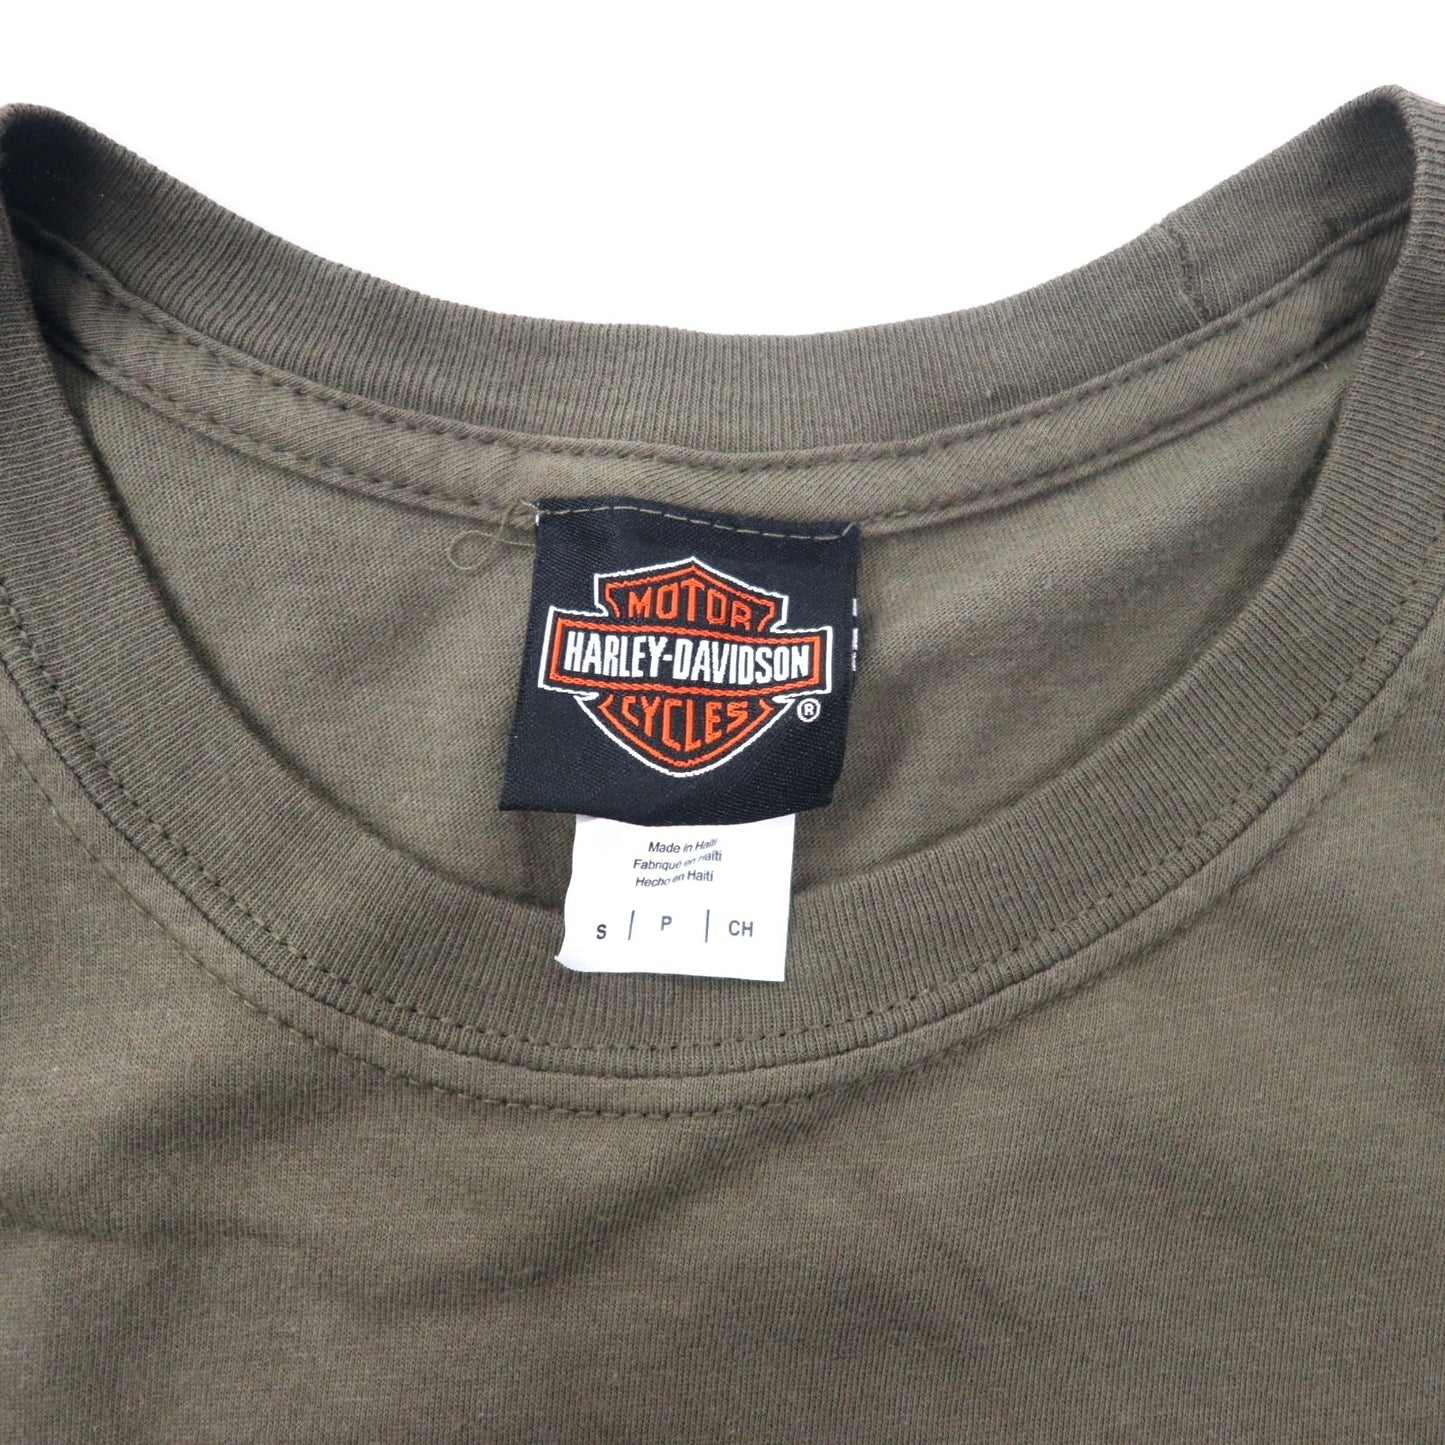 MOTOR
HARLEY-DAVIDSON
CYCLES
®
Made in Haiti
Fabriqué en Haïti
Hecho en Haiti
S | P | CH